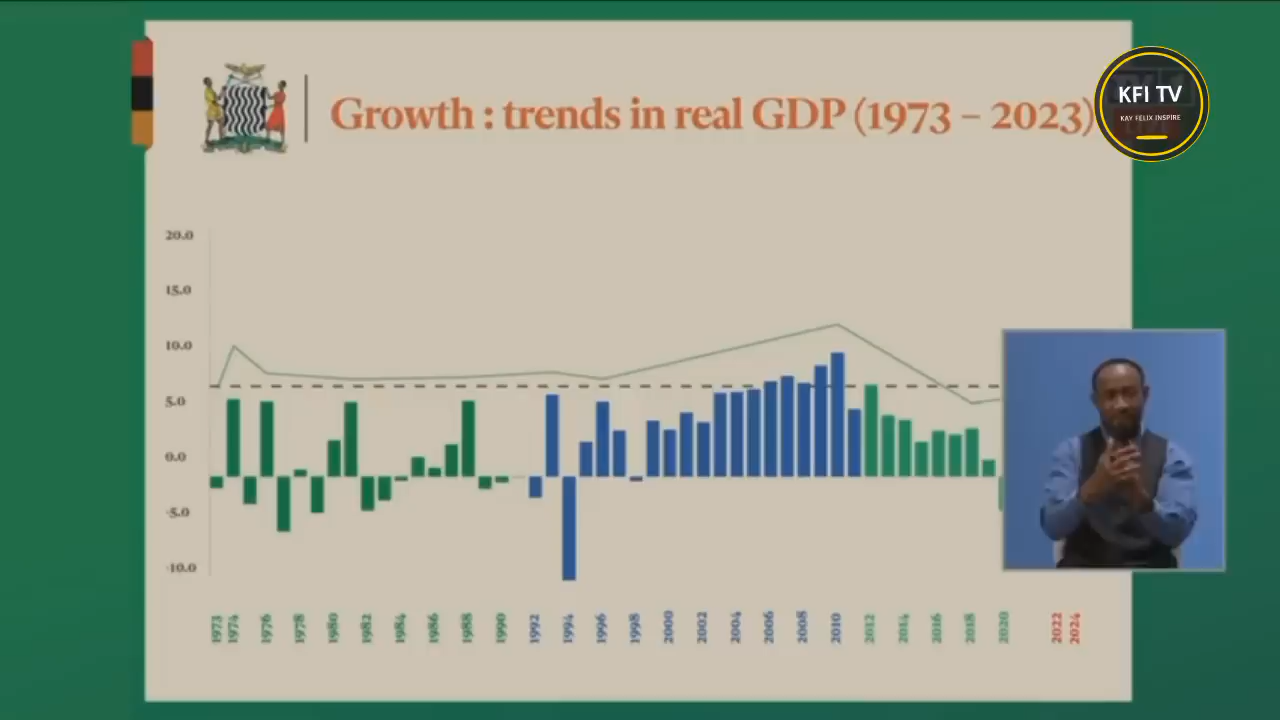 Growth : trends in real GDP (1973 – 2023)
KFI TV
KAY FELIX INSPIRE
20.0
15.0
10.0
5.0
0.0
-5.0
-10.0
1973 1974 1976 1978 1980 1982 1984 1986 1988 1990 1992 1994 1996 1998 2000 2002 2004 2006 2008 2010 2012 2014 2016 2018 2020 2022 2024